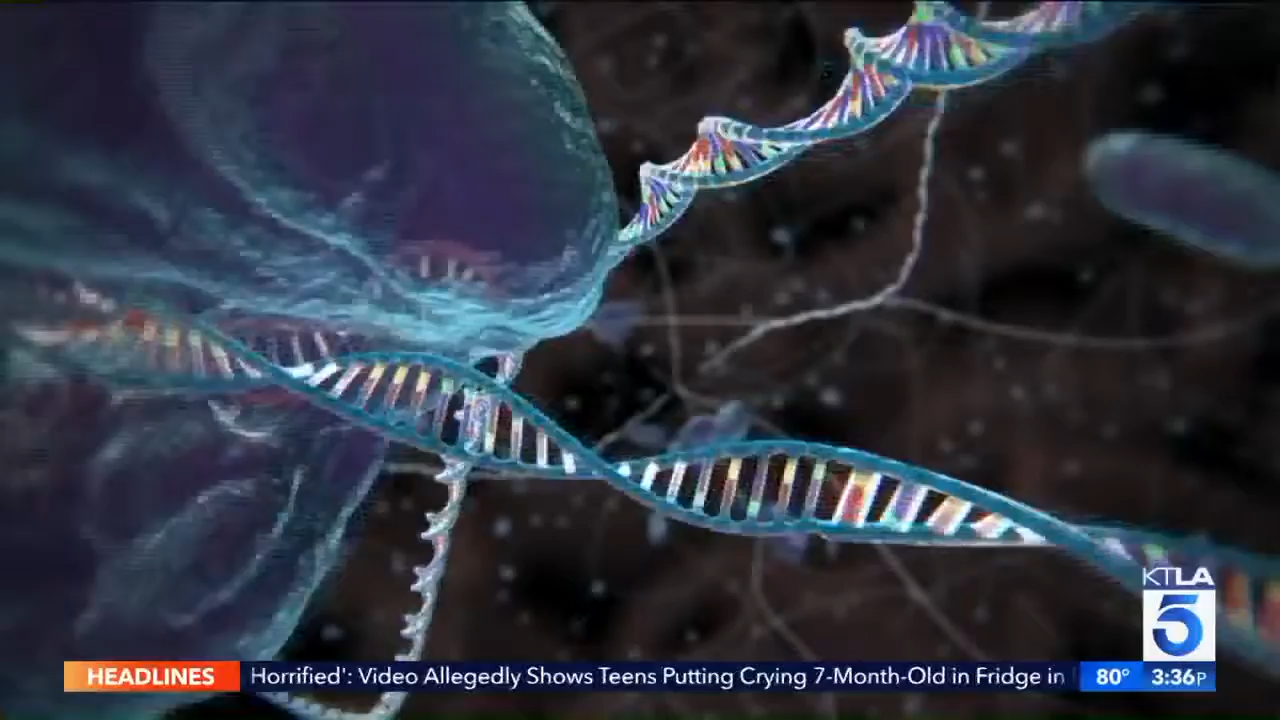 KTLA
5
HEADLINES
Horrified': Video Allegedly Shows Teens Putting Crying 7-Month-Old in Fridge in
80° 3:36P